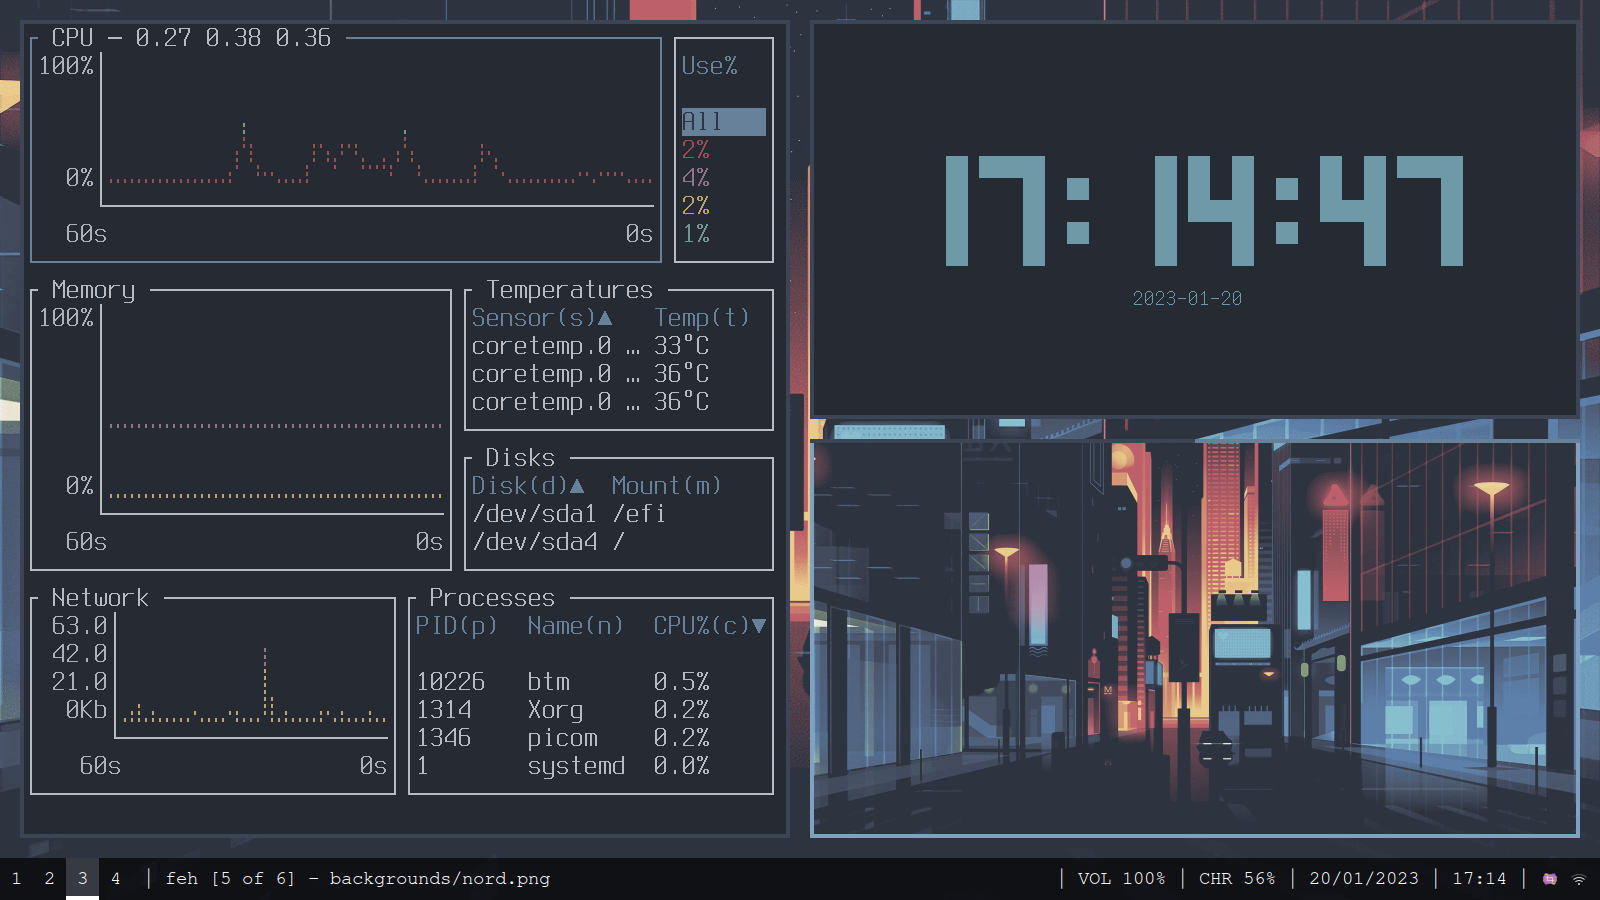 CPU — 0.27 0.38 0.36
100%
0%
60s 0s
Use%
All
2%
4%
2%
1%
Memory
100%
0%
60s 0s
Temperatures
Sensor(s)▲ Temp(t)
coretemp.0 … 33°C
coretemp.0 … 36°C
coretemp.0 … 36°C
Disks
Disk(d)▲ Mount(m)
/dev/sda1 /efi
/dev/sda4 /
Network
63.0
42.0
21.0
0Kb
60s 0s
Processes
PID(p) Name(n) CPU%(c)▼
10226 btm 0.5%
1314 Xorg 0.2%
1346 picom 0.2%
1 systemd 0.0%
17:14:47
2023-01-20
M
1 2 3 4 | feh [5 of 6] - backgrounds/nord.png
| VOL 100% | CHR 56% | 20/01/2023 | 17:14 |